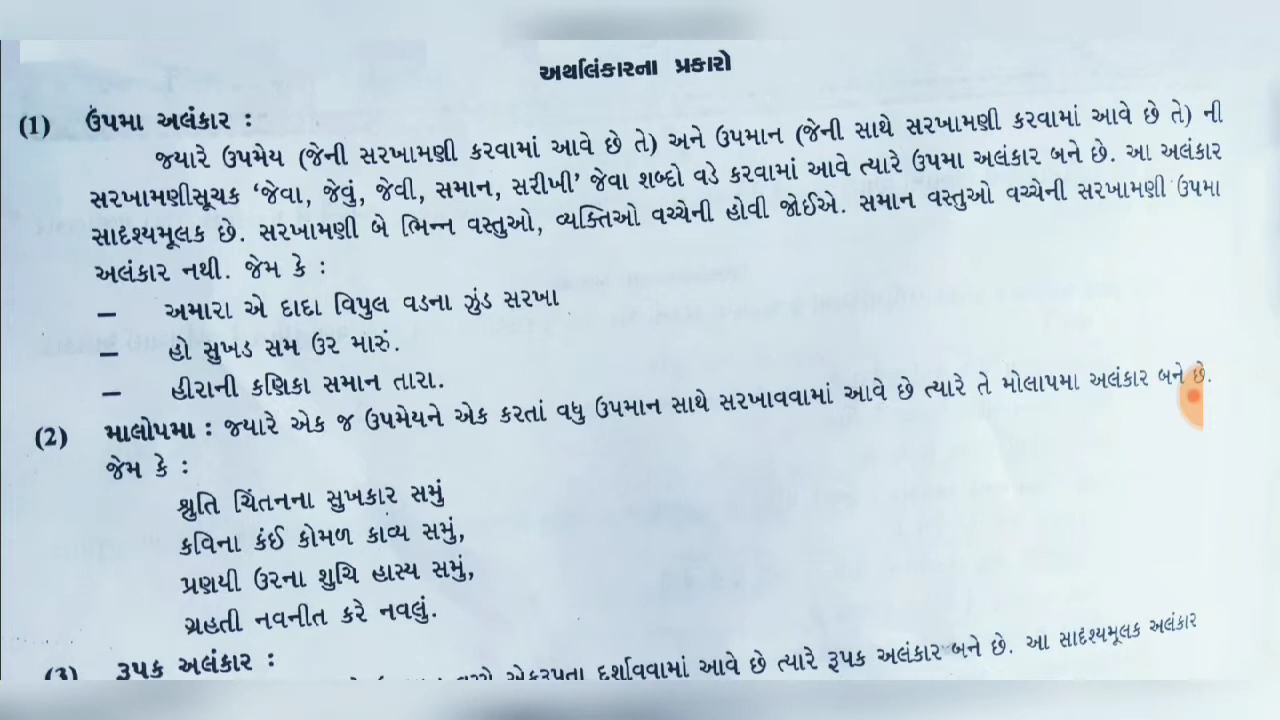 અર્થાલંકારના પ્રકારો
(1) ઉપમા અલંકાર :
જ્યારે ઉપમેય (જેની સરખામણી કરવામાં આવે છે તે) અને ઉપમાન (જેની સાથે સરખામણી કરવામાં આવે છે તે) ની
સરખામણીસૂચક ‘જેવા, જેવું, જેવી, સમાન, સરીખી’ જેવા શબ્દો વડે કરવામાં આવે ત્યારે ઉપમા અલંકાર બને છે. આ અલંકાર
સાદૃશ્યમૂલક છે. સરખામણી બે ભિન્ન વસ્તુઓ, વ્યક્તિઓ વચ્ચેની હોવી જોઈએ. સમાન વસ્તુઓ વચ્ચેની સરખામણી ઉપમા
અલંકાર નથી. જેમ કે :
– અમારા એ દાદા વિપુલ વડના ઝુંડ સરખા
– હો સુખડ સમ ઉર મારું.
– હીરાની કણિકા સમાન તારા.
(2) માલોપમા : જ્યારે એક જ ઉપમેયને એક કરતાં વધુ ઉપમાન સાથે સરખાવવામાં આવે છે ત્યારે તે મોલાપમા અલંકાર બને છે.
જેમ કે :
શ્રુતિ ચિંતનના સુખકાર સમું
કવિના કંઈ કોમળ કાવ્ય સમું,
પ્રણયી ઉરના શુચિ હાસ્ય સમું,
ગ્રહતી નવનીત કરે નવલું.
(3) રૂપક અલંકાર :
એકરૂપતા દર્શાવવામાં આવે છે ત્યારે રૂપક અલંકાર બને છે. આ સાદૃશ્યમૂલક અલંકાર